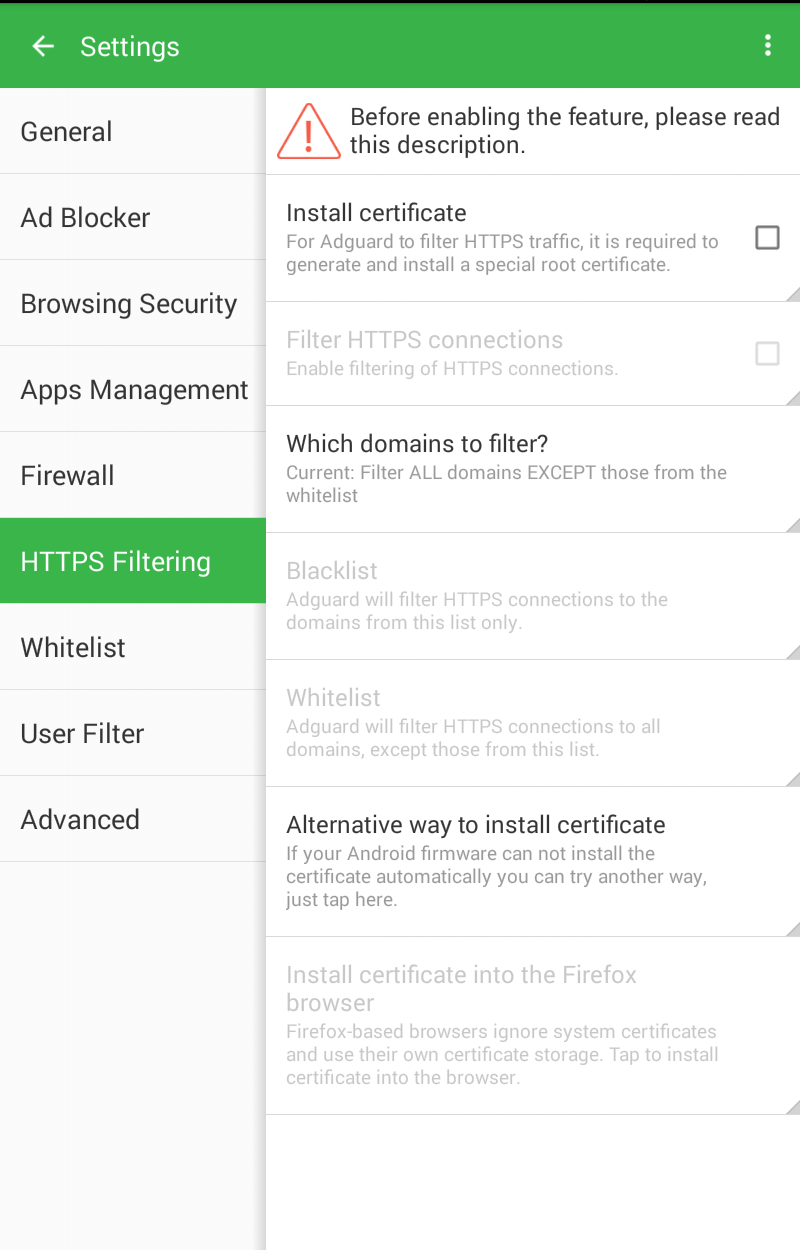 Settings
General
Ad Blocker
Browsing Security
Apps Management
Firewall
HTTPS Filtering
Whitelist
User Filter
Advanced
Before enabling the feature, please read
this description.
Install certificate
For Adguard to filter HTTPS traffic, it is required to
generate and install a special root certificate.
Filter HTTPS connections
Enable filtering of HTTPS connections.
Which domains to filter?
Current: Filter ALL domains EXCEPT those from the
whitelist
Blacklist
Adguard will filter HTTPS connections to the
domains from this list only.
Whitelist
Adguard will filter HTTPS connections to all
domains, except those from this list.
Alternative way to install certificate
If your Android firmware can not install the
certificate automatically you can try another way,
just tap here.
Install certificate into the Firefox
browser
Firefox-based browsers ignore system certificates
and use their own certificate storage. Tap to install
certificate into the browser.